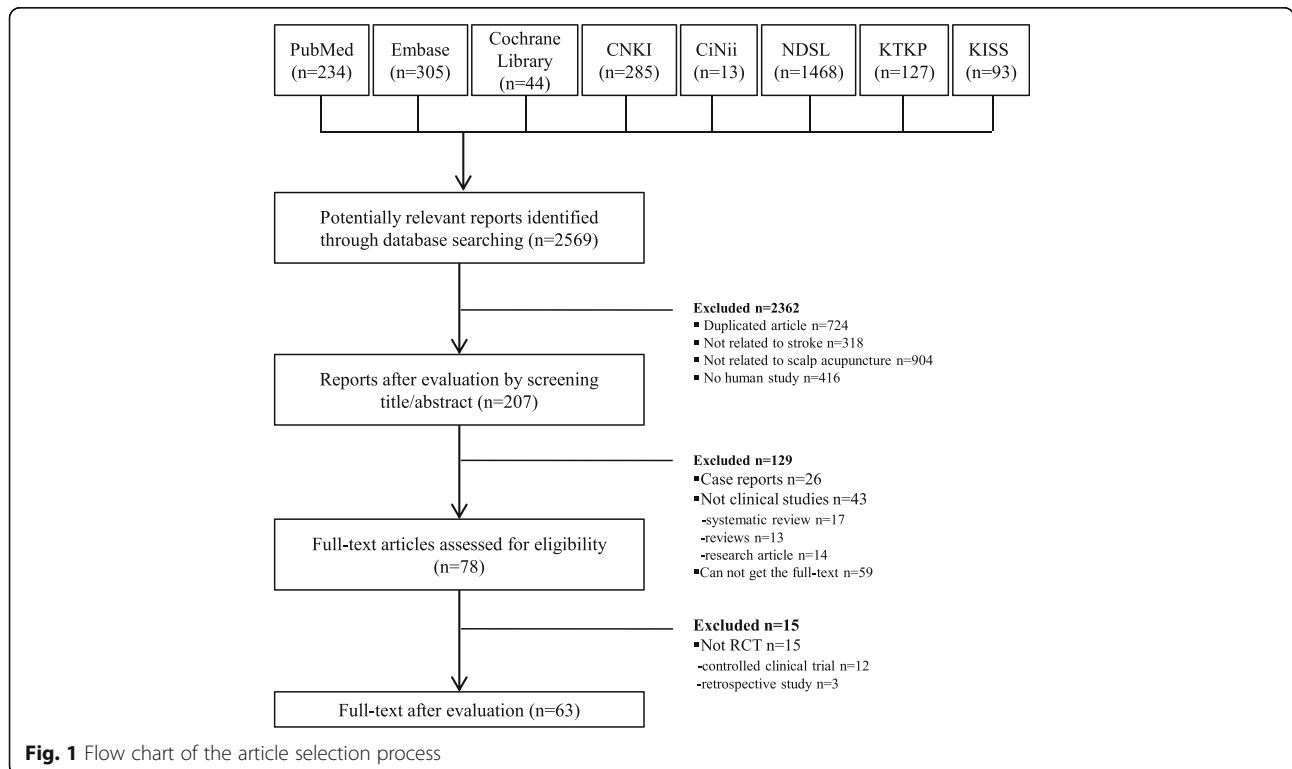 PubMed
(n=234)
Embase
(n=305)
Cochrane
Library
(n=44)
CNKI
(n=285)
CiNii
(n=13)
NDSL
(n=1468)
KTKP
(n=127)
KISS
(n=93)
Potentially relevant reports identified
through database searching (n=2569)
Excluded n=2362
▪ Duplicated article n=724
▪ Not related to stroke n=318
▪ Not related to scalp acupuncture n=904
▪ No human study n=416
Reports after evaluation by screening
title/abstract (n=207)
Excluded n=129
▪Case reports n=26
▪Not clinical studies n=43
-systematic review n=17
-reviews n=13
-research article n=14
▪Can not get the full-text n=59
Full-text articles assessed for eligibility
(n=78)
Excluded n=15
▪Not RCT n=15
-controlled clinical trial n=12
-retrospective study n=3
Full-text after evaluation (n=63)
Fig. 1 Flow chart of the article selection process